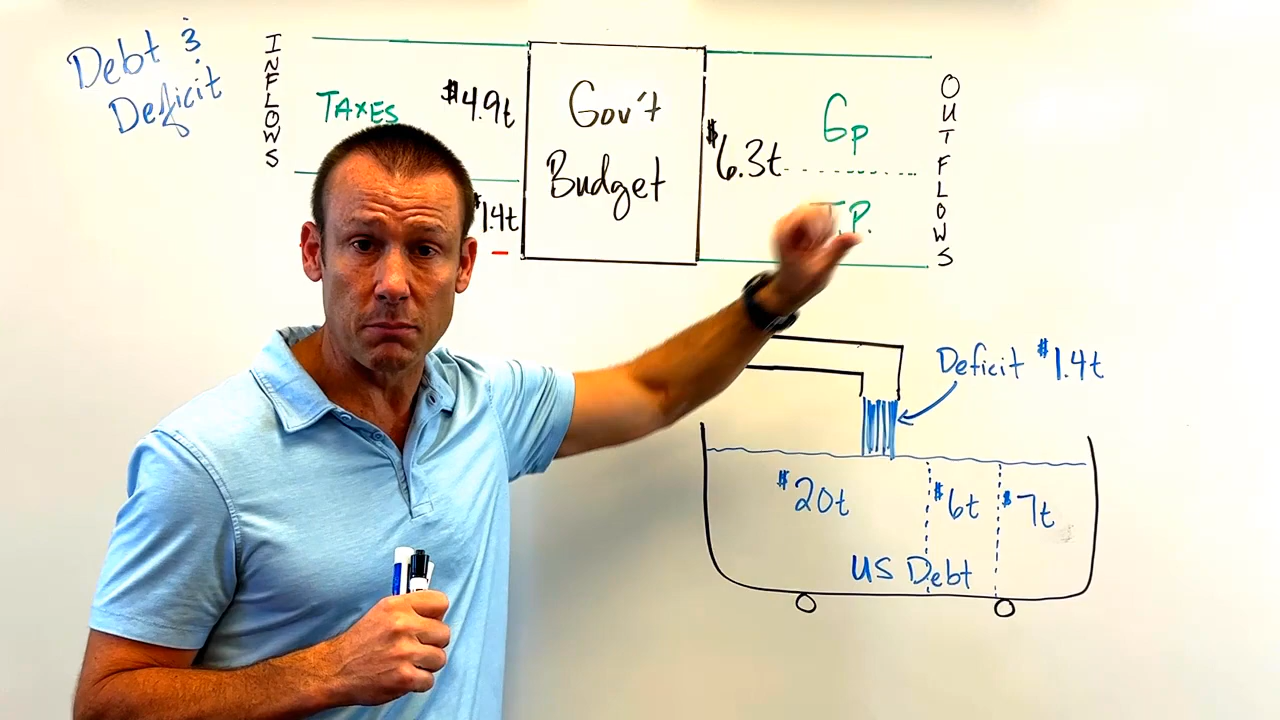 Debt &
Deficit
INFLOWS
TAXES
$4.9t
$1.4t
Gov't
Budget
$6.3t
Gp
T.P.
OUTFLOWS
Deficit $1.4t
$20t
$6t
$7t
US Debt